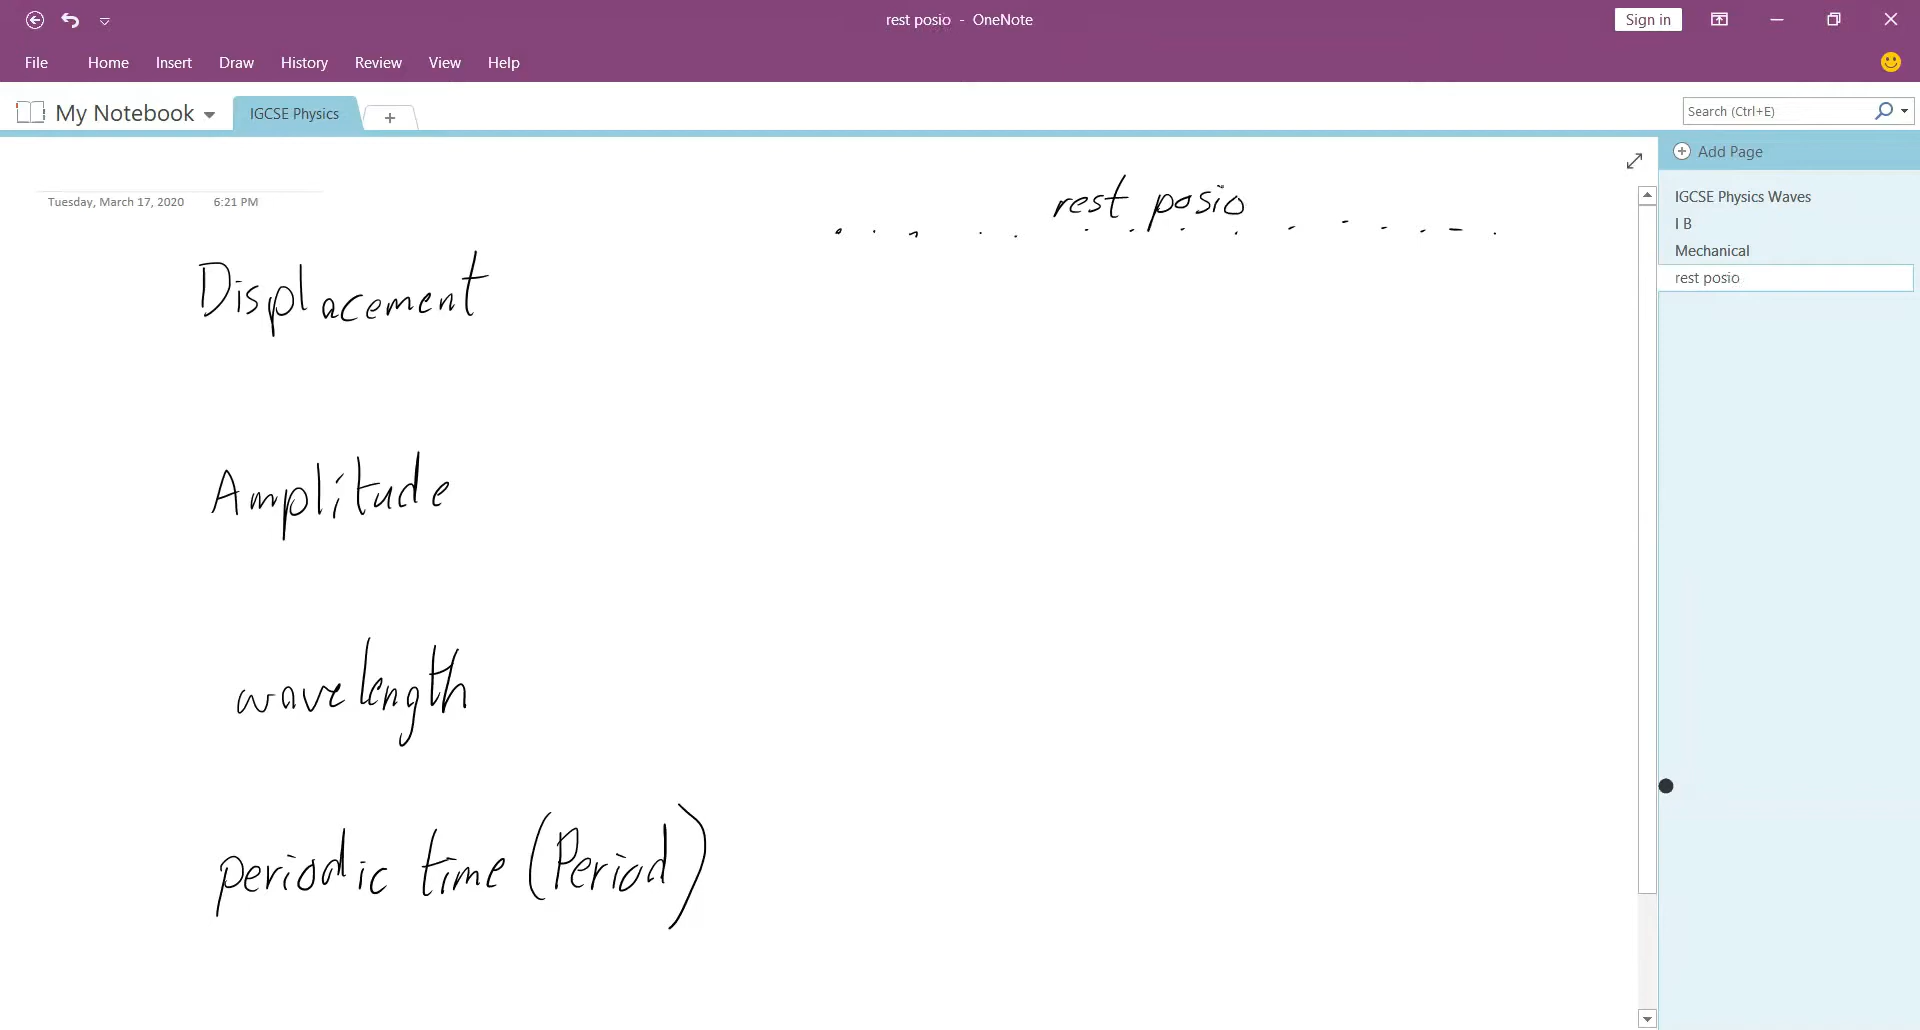 rest posio - OneNote
Sign in
File Home Insert Draw History Review View Help
My Notebook
IGCSE Physics
+
Search (Ctrl+E)
Add Page
Tuesday, March 17, 2020 6:21 PM
rest posio
Displacement
Amplitude
wavelength
periodic time (Period)
IGCSE Physics Waves
I B
Mechanical
rest posio